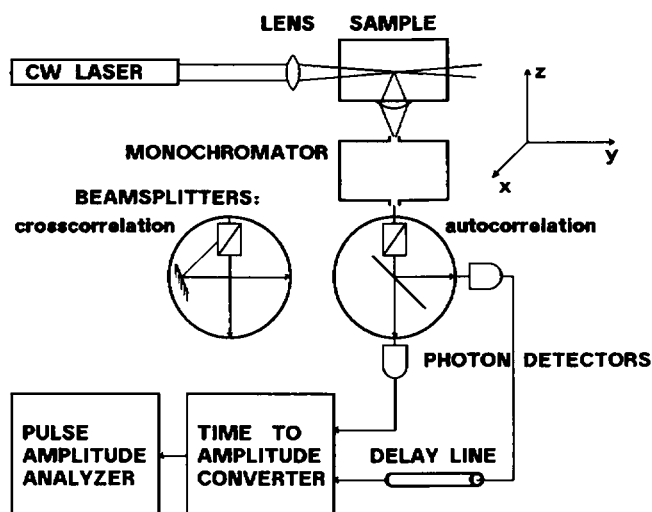 LENS SAMPLE
CW LASER
z
y
x
MONOCHROMATOR
BEAMSPLITTERS:
crosscorrelation
autocorrelation
PHOTON DETECTORS
PULSE
AMPLITUDE
ANALYZER
TIME TO
AMPLITUDE
CONVERTER
DELAY LINE